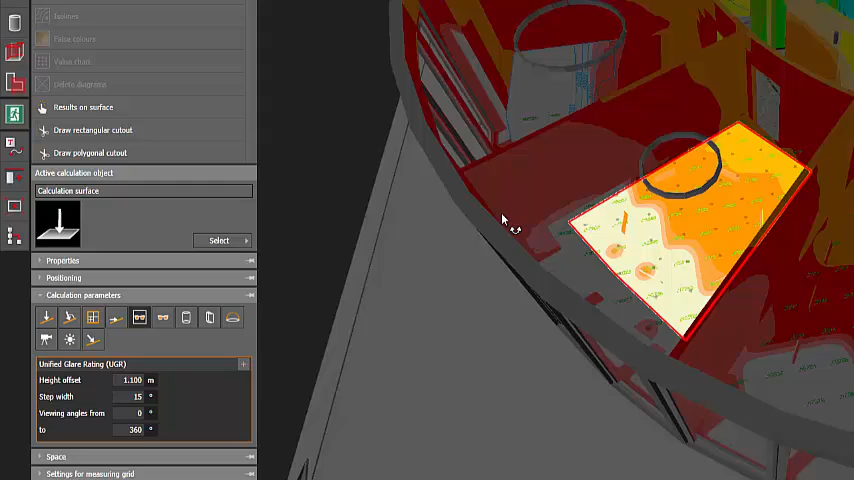 Isolines
False colours
Value chart
Delete diagrams
Results on surface
Draw rectangular cutout
Draw polygonal cutout
Active calculation object
Calculation surface
Select
Properties
Positioning
Calculation parameters
Unified Glare Rating (UGR)
Height offset 1.100 m
Step width 15 °
Viewing angles from 0 °
to 360 °
Space
Settings for measuring grid